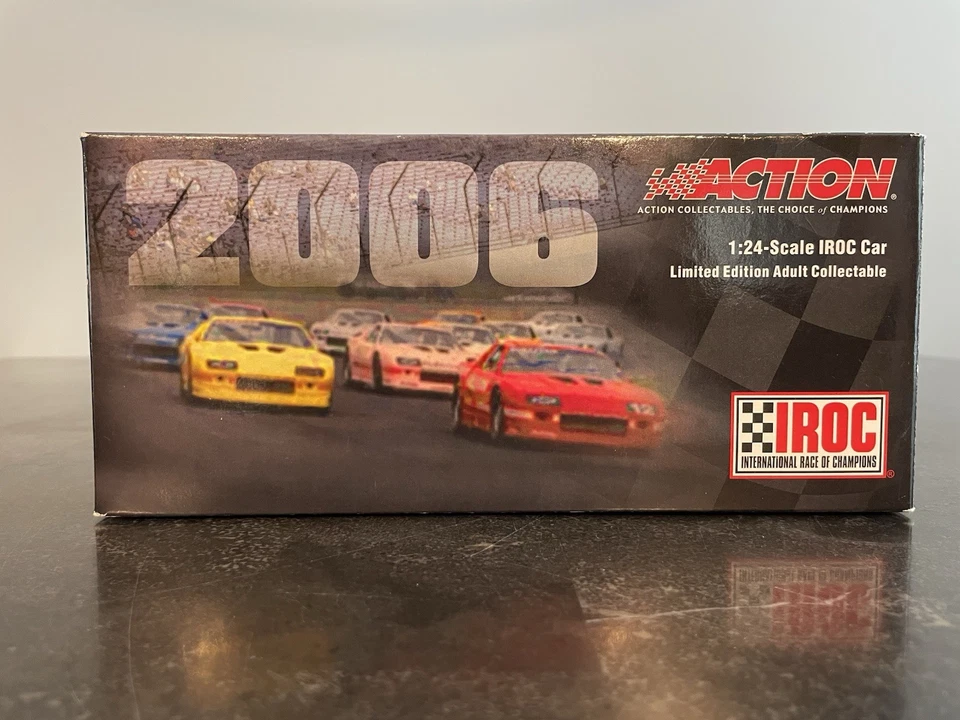 2006
ACTION®
ACTION COLLECTABLES, THE CHOICE of CHAMPIONS
1:24-Scale IROC Car
Limited Edition Adult Collectable
IROC
INTERNATIONAL RACE OF CHAMPIONS®